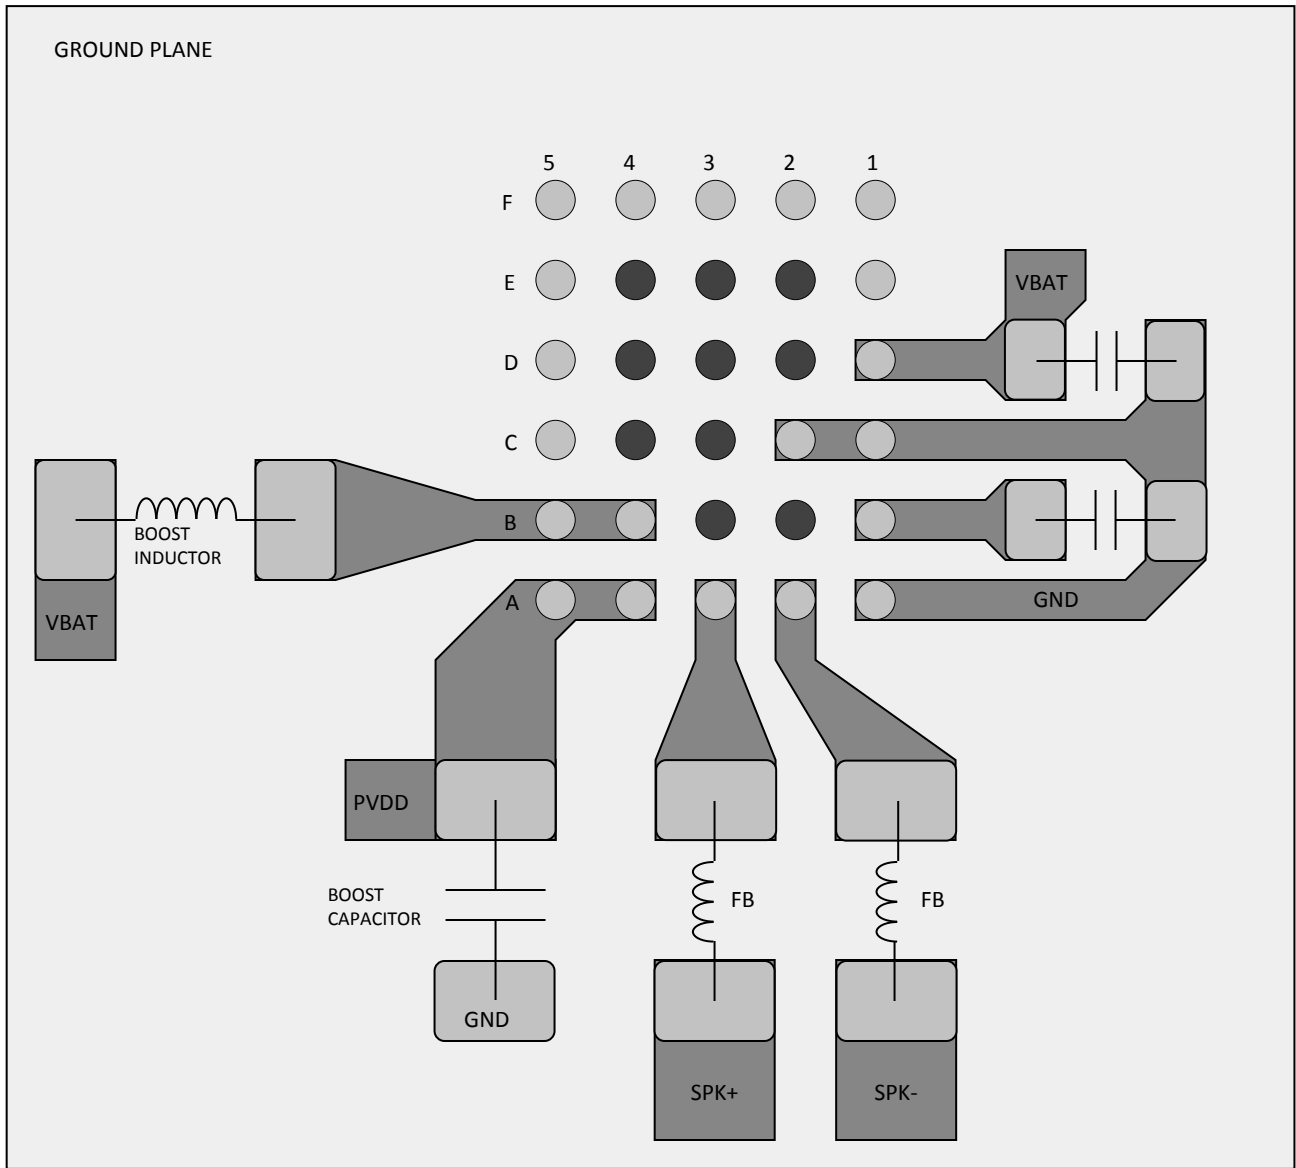 GROUND PLANE
5 4 3 2 1
F
E
VBAT
D
C
B
BOOST
INDUCTOR
A
GND
VBAT
PVDD
BOOST
CAPACITOR
FB
FB
GND
SPK+
SPK-